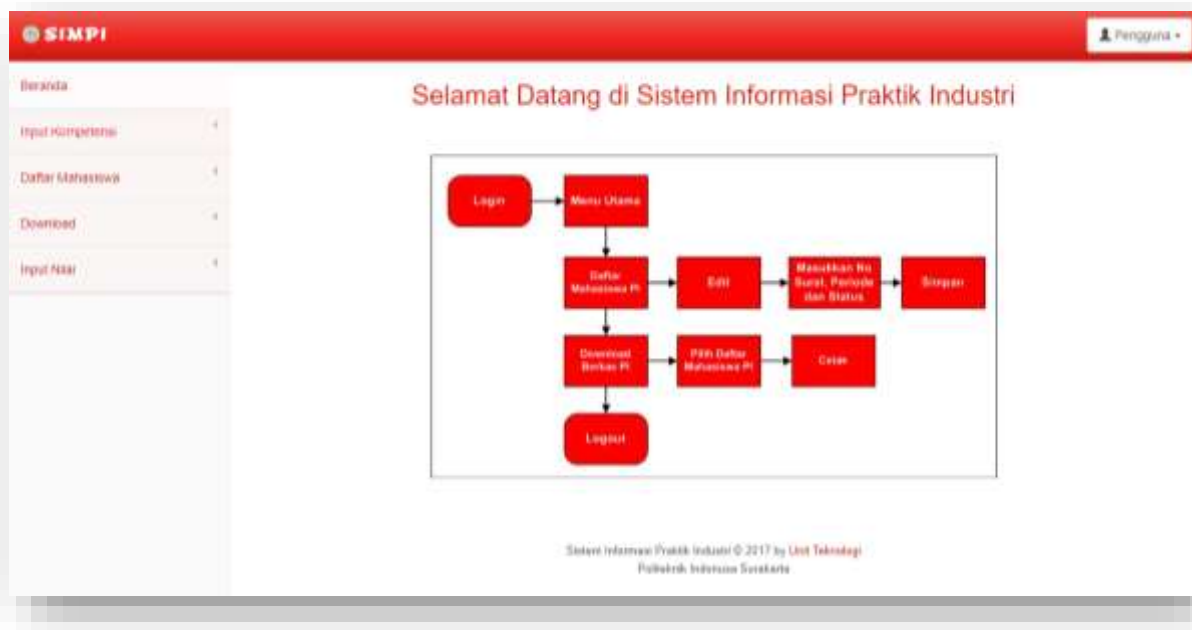 SIMPI
Pengguna
Beranda
Input Kompetensi
Daftar Mahasiswa
Download
Input Nilai
Selamat Datang di Sistem Informasi Praktik Industri
Login
Menu Utama
Daftar
Mahasiswa PI
Edit
Masukkan No
Surat, Periode
dan Status
Simpan
Download
Berkas PI
Pilih Daftar
Mahasiswa PI
Cetak
Logout
Sistem Informasi Praktik Industri © 2017 by Unit Teknologi
Politeknik Indonusa Surakarta